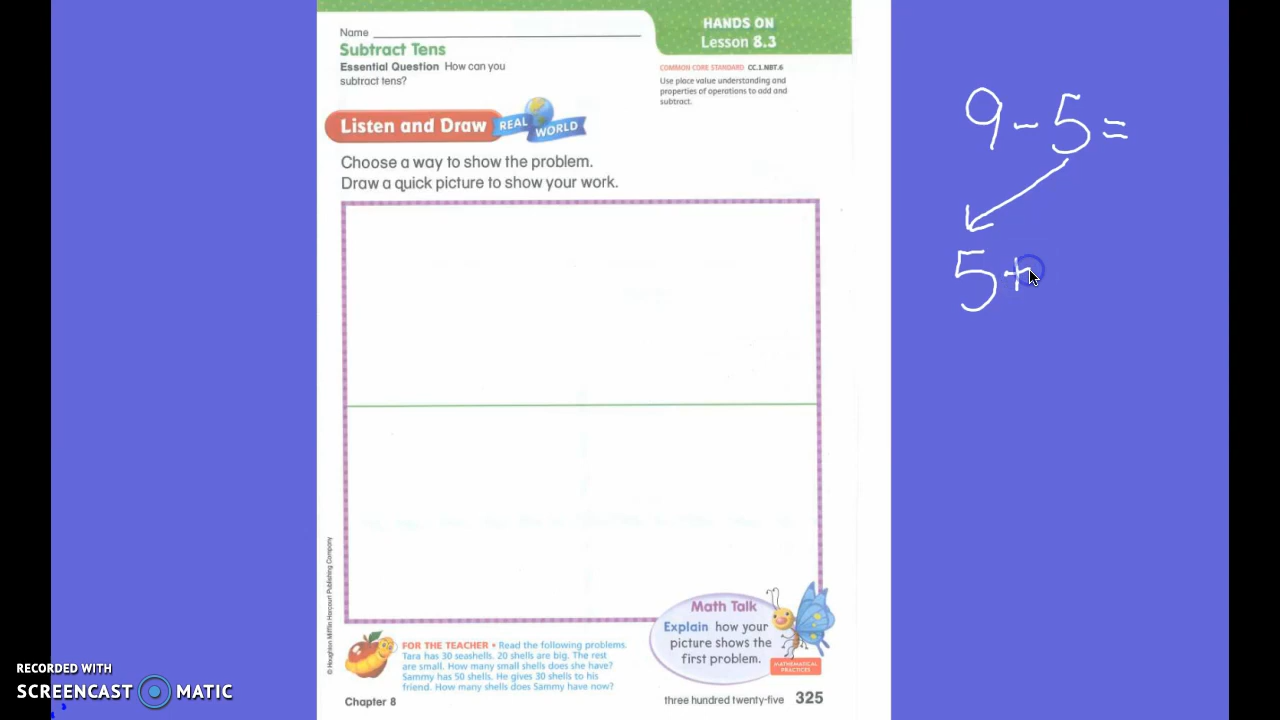 Name
HANDS ON
Lesson 8.3
Subtract Tens
Essential Question How can you
subtract tens?
COMMON CORE STANDARD CC.1.NBT.6
Use place value understanding and
properties of operations to add and
subtract.
Listen and Draw REAL WORLD
Choose a way to show the problem.
Draw a quick picture to show your work.
9 - 5 =
5 +
© Houghton Mifflin Harcourt Publishing Company
Math Talk
Explain how your
picture shows the
first problem.
MATHEMATICAL
PRACTICES
FOR THE TEACHER • Read the following problems.
Tara has 30 seashells. 20 shells are big. The rest
are small. How many small shells does she have?
Sammy has 50 shells. He gives 30 shells to his
friend. How many shells does Sammy have now?
Chapter 8
three hundred twenty-five 325
RECORDED WITH
SCREENCAST MATIC